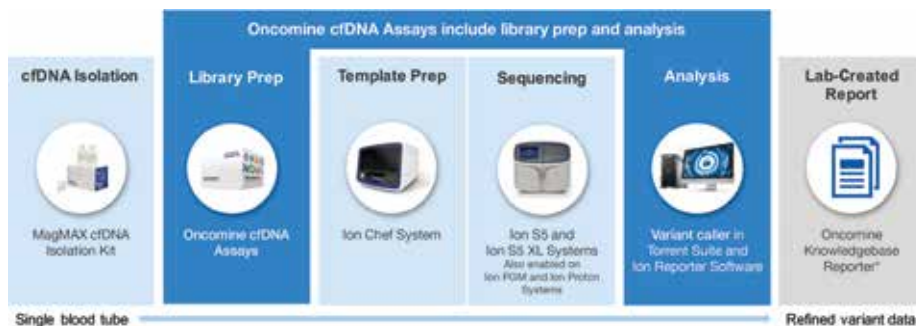 Oncomine cfDNA Assays include library prep and analysis
cfDNA Isolation
MagMAX cfDNA
Isolation Kit
Library Prep
Oncomine cfDNA
Assays
Template Prep
Ion Chef System
Sequencing
Ion S5 and
Ion S5 XL Systems
Also enabled on
Ion PGM and Ion Proton
Systems
Analysis
Variant caller in
Torrent Suite and
Ion Reporter Software
Lab-Created
Report
Oncomine
Knowledgebase
Reporter*
Single blood tube
Refined variant data